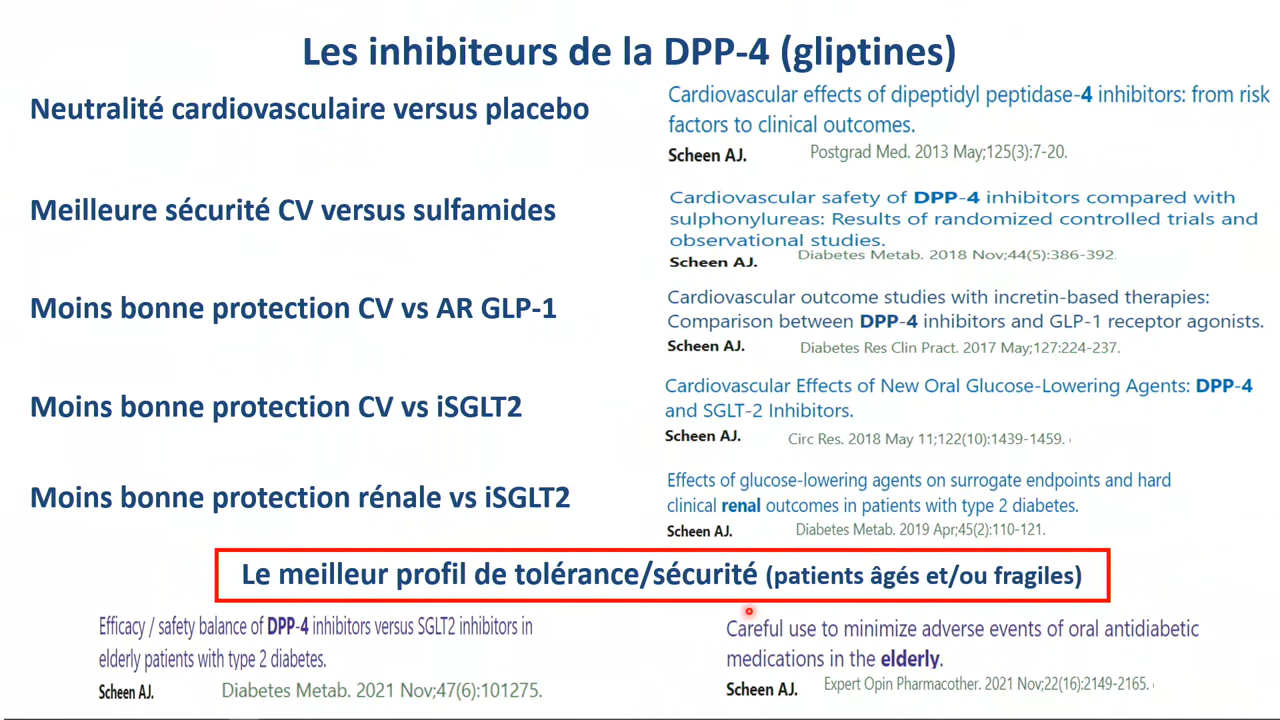 Les inhibiteurs de la DPP-4 (gliptines)
Neutralité cardiovasculaire versus placebo
Cardiovascular effects of dipeptidyl peptidase-4 inhibitors: from risk
factors to clinical outcomes.
Scheen AJ. Postgrad Med. 2013 May;125(3):7-20.
Meilleure sécurité CV versus sulfamides
Cardiovascular safety of DPP-4 inhibitors compared with
sulphonylureas: Results of randomized controlled trials and
observational studies.
Scheen AJ. Diabetes Metab. 2018 Nov;44(5):386-392.
Moins bonne protection CV vs AR GLP-1
Cardiovascular outcome studies with incretin-based therapies:
Comparison between DPP-4 inhibitors and GLP-1 receptor agonists.
Scheen AJ. Diabetes Res Clin Pract. 2017 May;127:224-237.
Moins bonne protection CV vs iSGLT2
Cardiovascular Effects of New Oral Glucose-Lowering Agents: DPP-4
and SGLT-2 Inhibitors.
Scheen AJ. Circ Res. 2018 May 11;122(10):1439-1459.
Moins bonne protection rénale vs iSGLT2
Effects of glucose-lowering agents on surrogate endpoints and hard
clinical renal outcomes in patients with type 2 diabetes.
Scheen AJ. Diabetes Metab. 2019 Apr;45(2):110-121.
Le meilleur profil de tolérance/sécurité (patients âgés et/ou fragiles)
Efficacy / safety balance of DPP-4 inhibitors versus SGLT2 inhibitors in
elderly patients with type 2 diabetes.
Scheen AJ. Diabetes Metab. 2021 Nov;47(6):101275.
Careful use to minimize adverse events of oral antidiabetic
medications in the elderly.
Scheen AJ. Expert Opin Pharmacother. 2021 Nov;22(16):2149-2165.